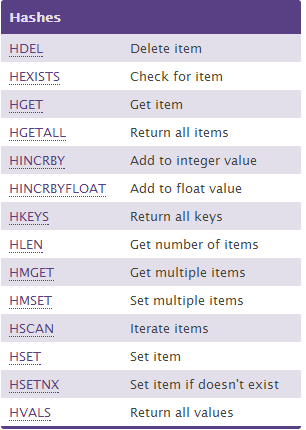 Hashes
HDEL Delete item
HEXISTS Check for item
HGET Get item
HGETALL Return all items
HINCRBY Add to integer value
HINCRBYFLOAT Add to float value
HKEYS Return all keys
HLEN Get number of items
HMGET Get multiple items
HMSET Set multiple items
HSCAN Iterate items
HSET Set item
HSETNX Set item if doesn't exist
HVALS Return all values